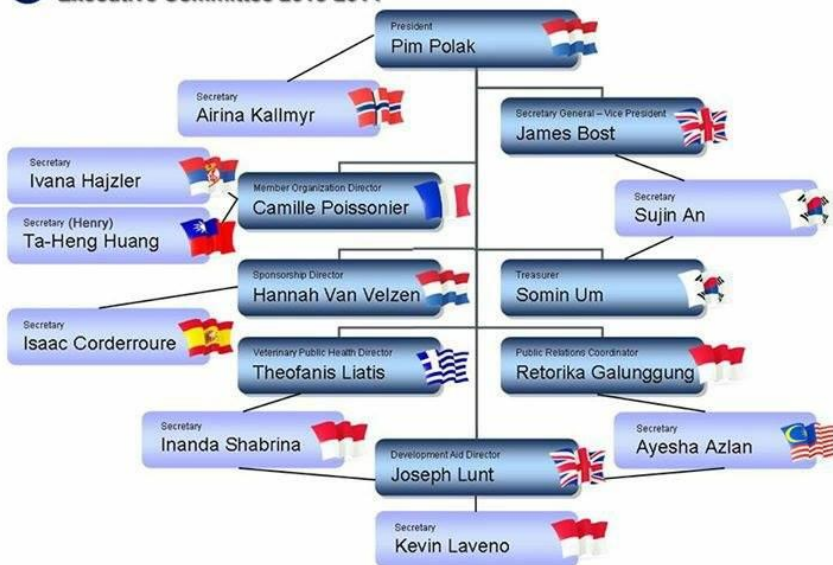 Executive Committee 2013-2014
President
Pim Polak
Secretary
Airina Kallmyr
Secretary General – Vice President
James Bost
Secretary
Ivana Hajzler
Member Organization Director
Camille Poissonier
Secretary (Henry)
Ta-Heng Huang
Secretary
Sujin An
Sponsorship Director
Hannah Van Velzen
Treasurer
Somin Um
Secretary
Isaac Corderroure
Veterinary Public Health Director
Theofanis Liatis
Public Relations Coordinator
Retorika Galunggung
Secretary
Inanda Shabrina
Secretary
Ayesha Azlan
Development Aid Director
Joseph Lunt
Secretary
Kevin Laveno